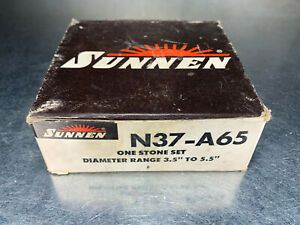 SUNNEN
SUNNEN
N37-A65
ONE STONE SET
DIAMETER RANGE 3.5" TO 5.5"